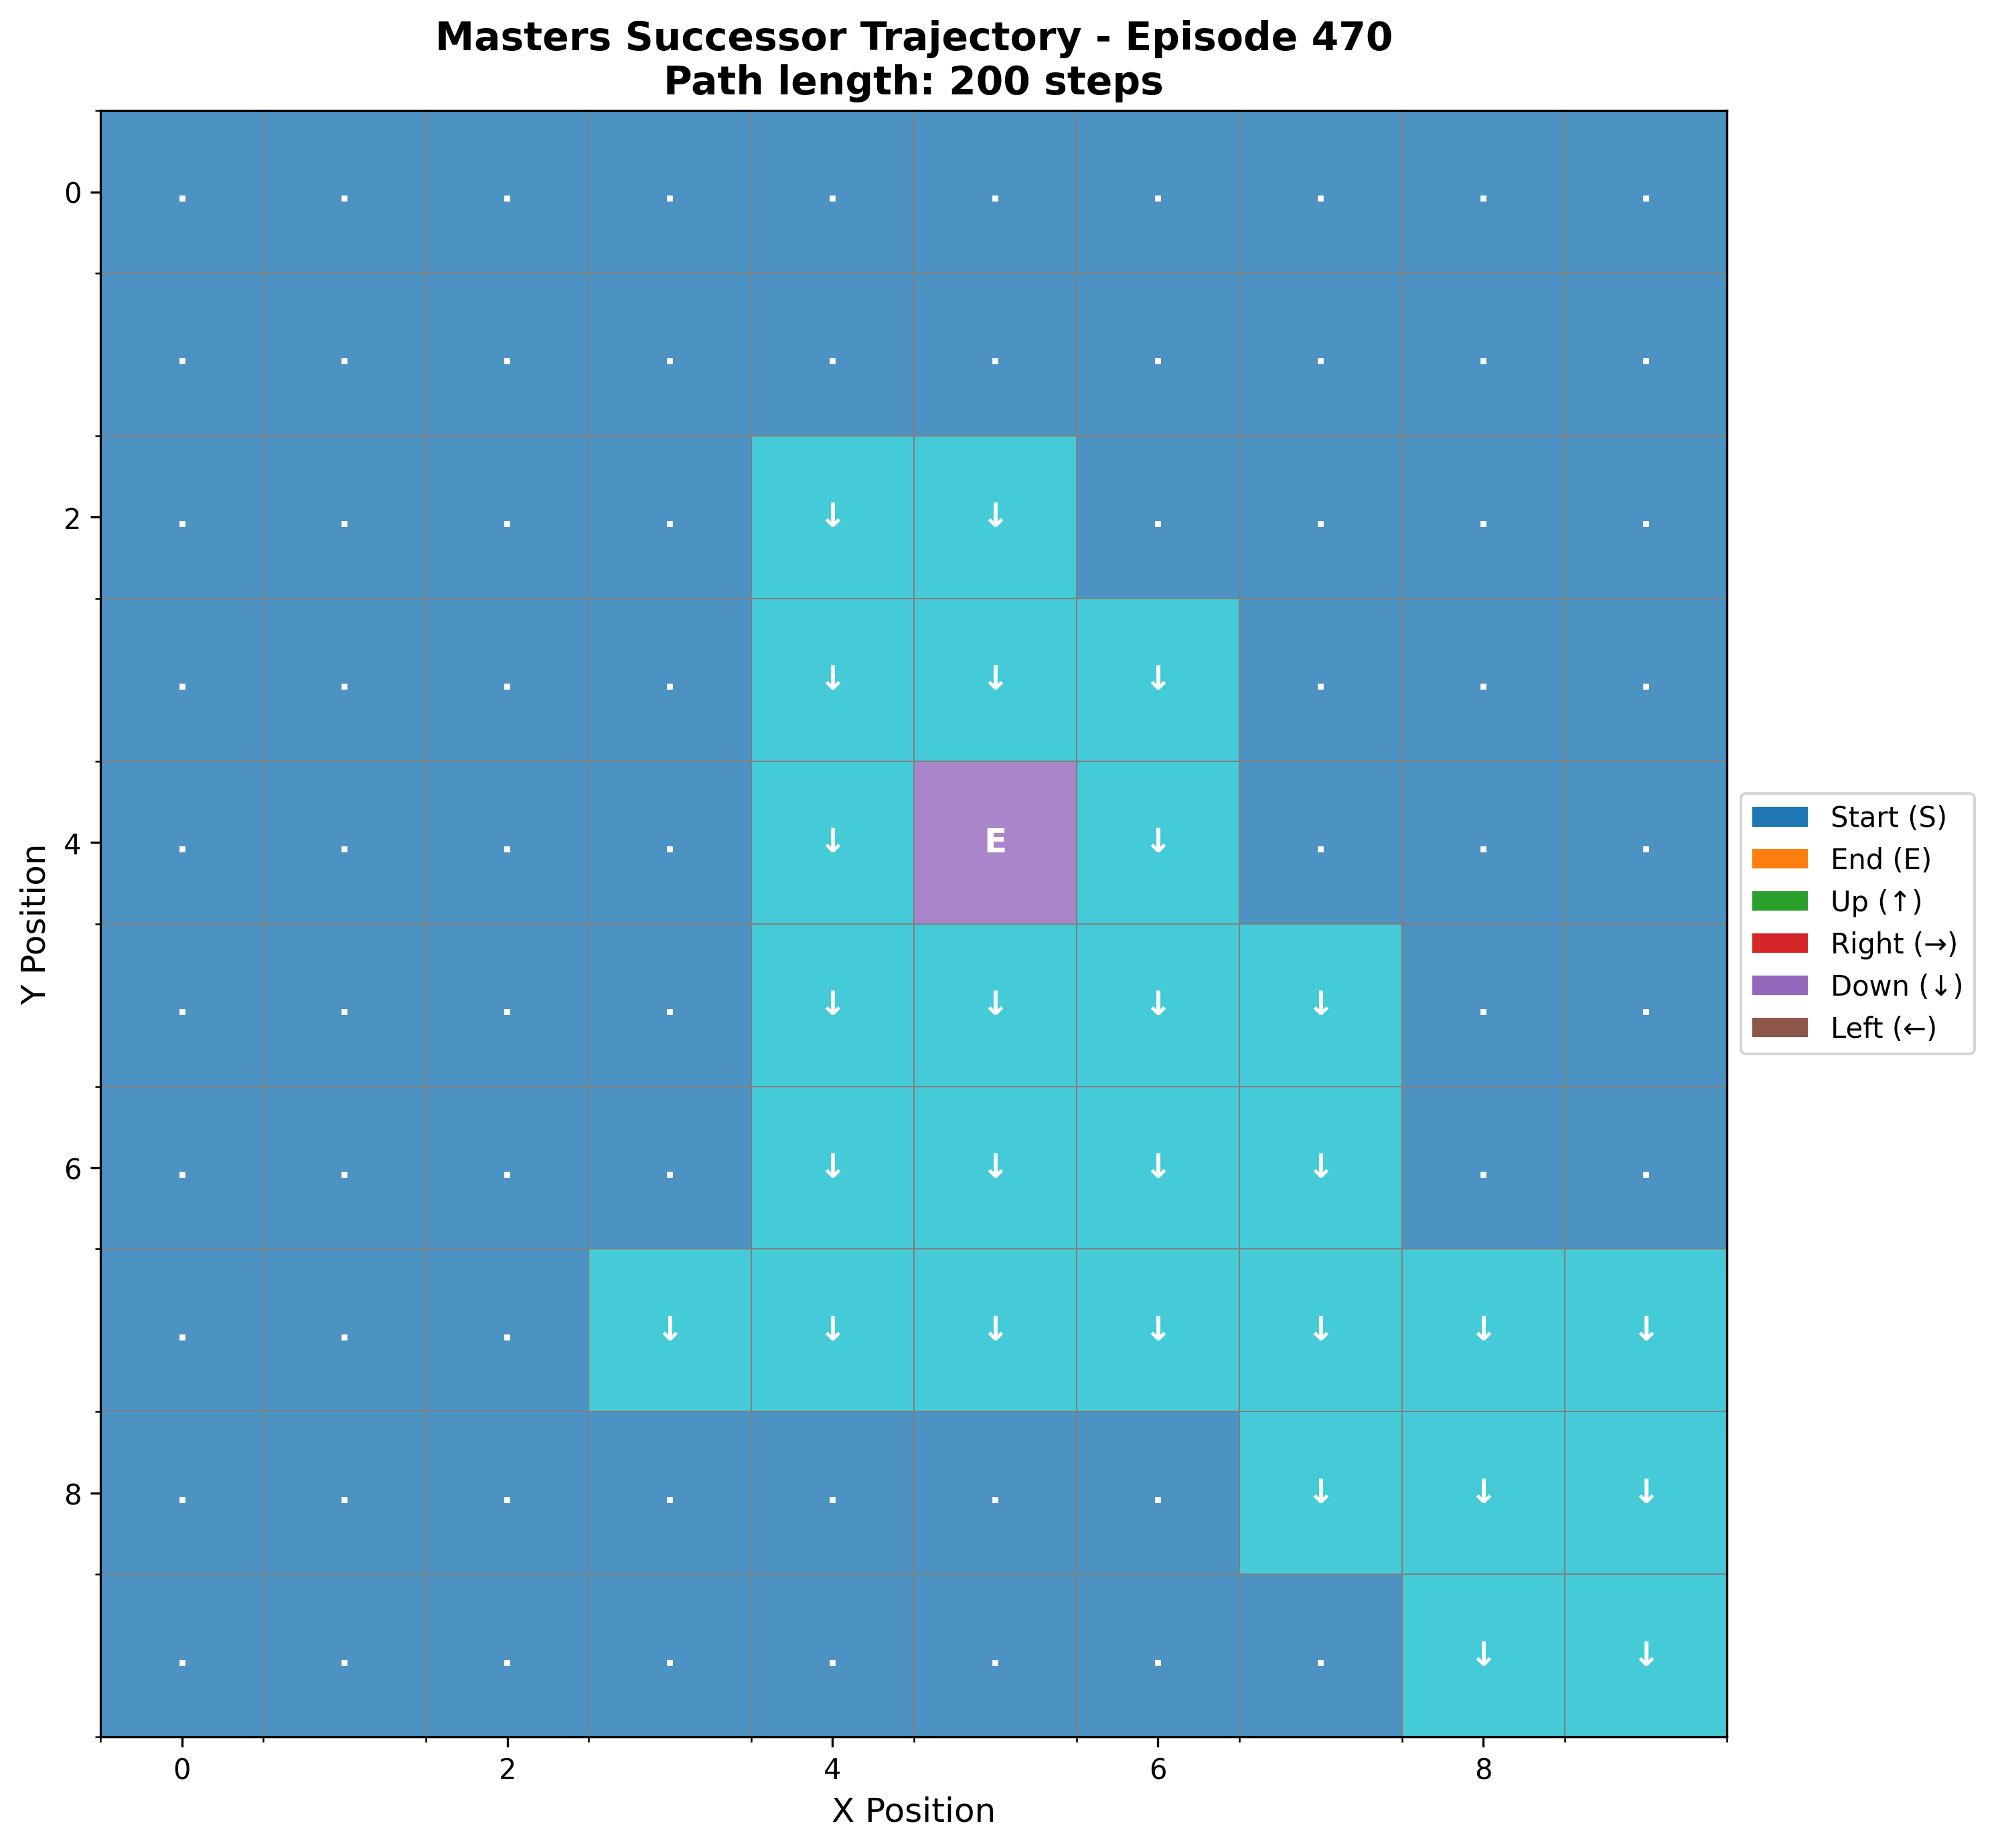 Masters Successor Trajectory - Episode 470
Path length: 200 steps
0 . . . . . . . . . .
. . . . . . . . . .
2 . . . . ↓ ↓ . . . .
. . . . ↓ ↓ ↓ . . .
4 . . . . ↓ E ↓ . . .
. . . . ↓ ↓ ↓ ↓ . .
6 . . . . ↓ ↓ ↓ ↓ . .
. . . ↓ ↓ ↓ ↓ ↓ ↓ ↓
8 . . . . . . . ↓ ↓ ↓
. . . . . . . . ↓ ↓
0 2 4 6 8
X Position
Y Position
Start (S)
End (E)
Up (↑)
Right (→)
Down (↓)
Left (←)